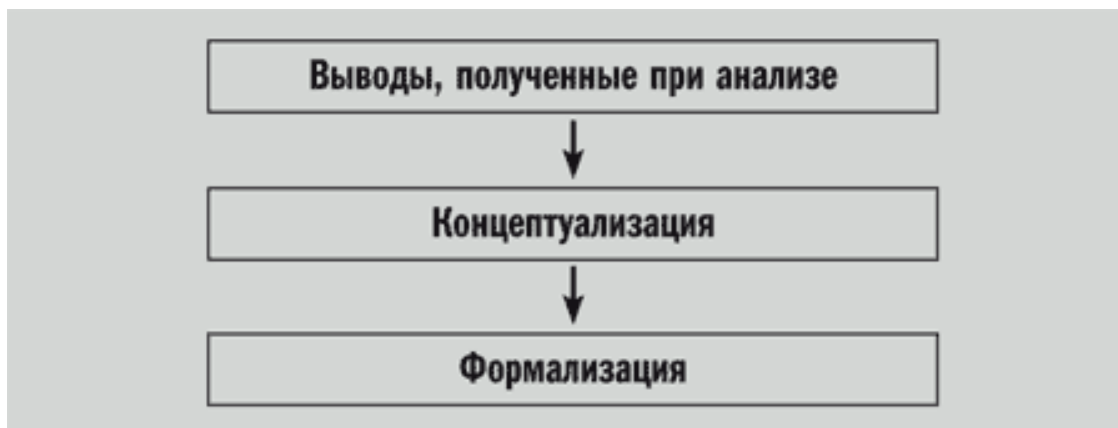 Выводы, полученные при анализе
Концептуализация
Формализация